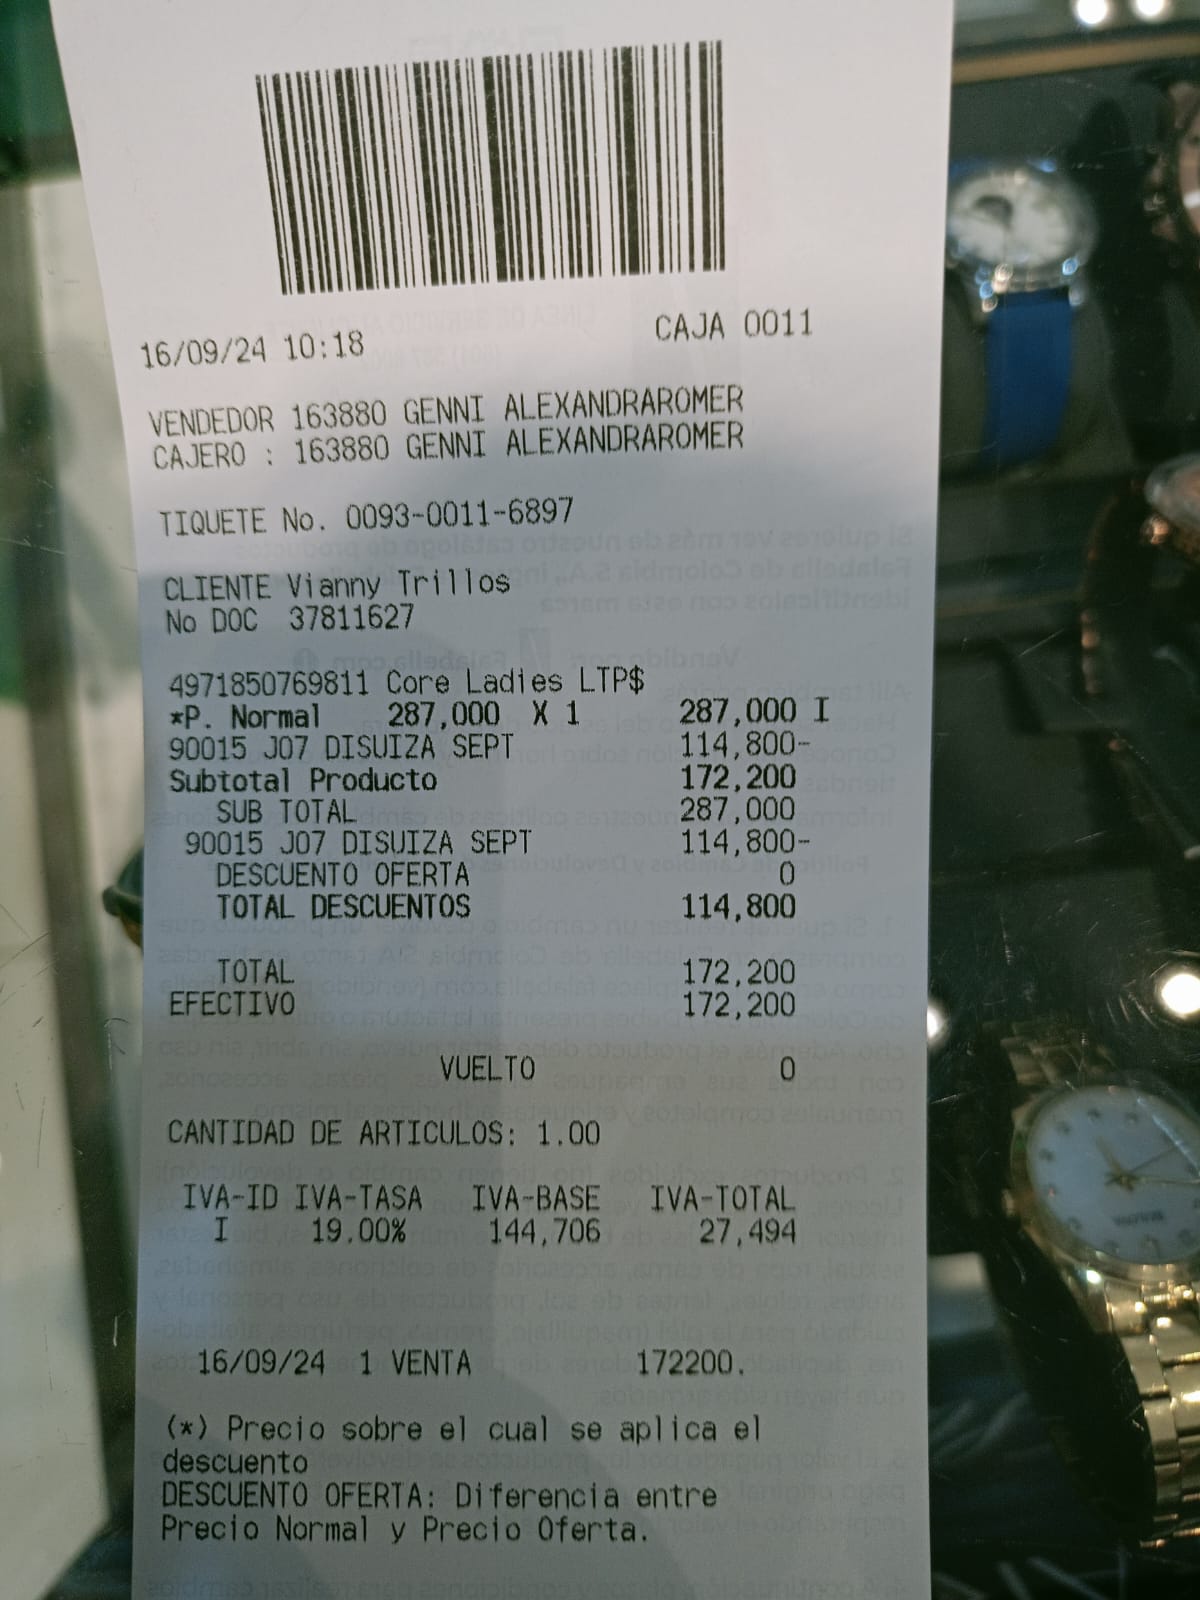 16/09/24 10:18 CAJA 0011
VENDEDOR 163880 GENNI ALEXANDRAROMER
CAJERO : 163880 GENNI ALEXANDRAROMER
TIQUETE No. 0093-0011-6897
CLIENTE Vianny Trillos
No DOC 37811627
4971850769811 Core Ladies LTP$
*P. Normal 287,000 X 1 287,000 I
90015 J07 DISUIZA SEPT 114,800-
Subtotal Producto 172,200
SUB TOTAL 287,000
90015 J07 DISUIZA SEPT 114,800-
DESCUENTO OFERTA 0
TOTAL DESCUENTOS 114,800
TOTAL 172,200
EFECTIVO 172,200
VUELTO 0
CANTIDAD DE ARTICULOS: 1.00
IVA-ID IVA-TASA IVA-BASE IVA-TOTAL
I 19.00% 144,706 27,494
16/09/24 1 VENTA 172200.
(*) Precio sobre el cual se aplica el
descuento
DESCUENTO OFERTA: Diferencia entre
Precio Normal y Precio Oferta.